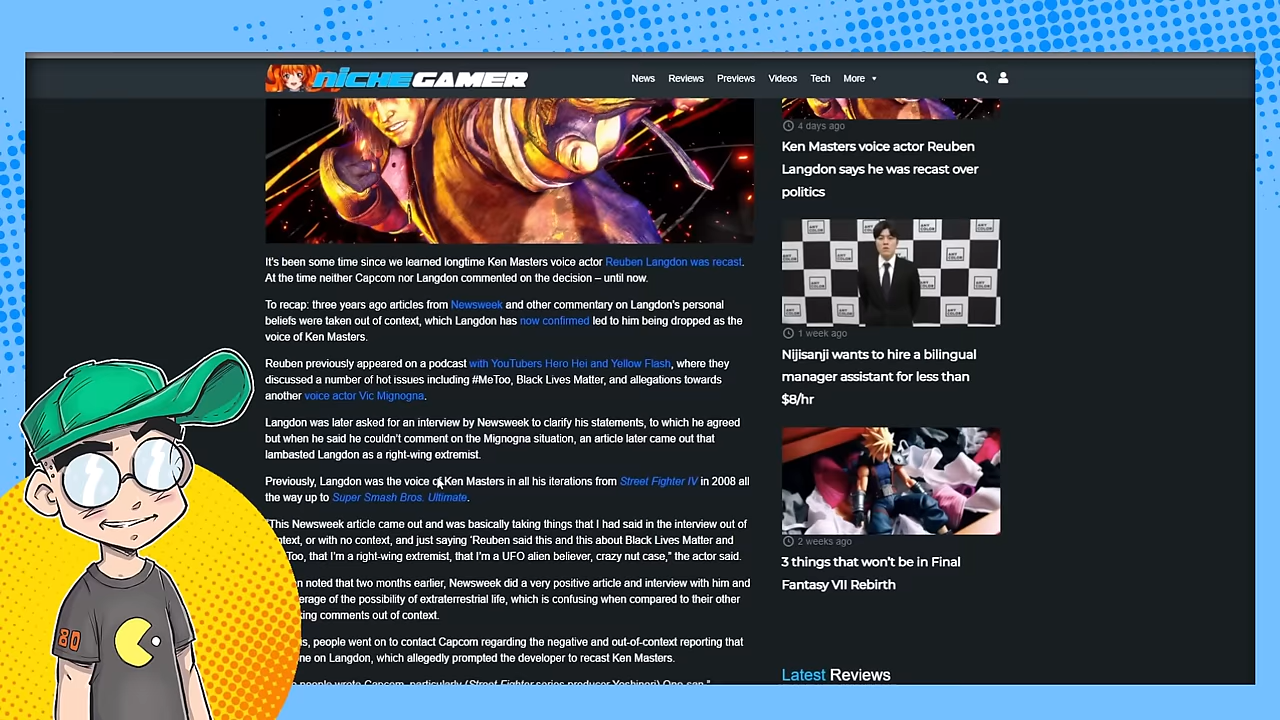 NICHEGAMER
News Reviews Previews Videos Tech More
It's been some time since we learned longtime Ken Masters voice actor Reuben Langdon was recast.
At the time neither Capcom nor Langdon commented on the decision – until now.
To recap: three years ago articles from Newsweek and other commentary on Langdon's personal
beliefs were taken out of context, which Langdon has now confirmed led to him being dropped as the
voice of Ken Masters.
Reuben previously appeared on a podcast with YouTubers Hero Hei and Yellow Flash, where they
discussed a number of hot issues including #MeToo, Black Lives Matter, and allegations towards
another voice actor Vic Mignogna.
Langdon was later asked for an interview by Newsweek to clarify his statements, to which he agreed
but when he said he couldn't comment on the Mignogna situation, an article later came out that
lambasted Langdon as a right-wing extremist.
Previously, Langdon was the voice of Ken Masters in all his iterations from Street Fighter IV in 2008 all
the way up to Super Smash Bros. Ultimate.
"This Newsweek article came out and was basically taking things that I had said in the interview out of
ntext, or with no context, and just saying 'Reuben said this and this about Black Lives Matter and
Too, that I'm a right-wing extremist, that I'm a UFO alien believer, crazy nut case," the actor said.
n noted that two months earlier, Newsweek did a very positive article and interview with him and
erage of the possibility of extraterrestrial life, which is confusing when compared to their other
king comments out of context.
s, people went on to contact Capcom regarding the negative and out-of-context reporting that
ne on Langdon, which allegedly prompted the developer to recast Ken Masters.
people wrote Capcom, particularly (Street Fighter series producer Yoshinori) Ono-san,"
4 days ago
Ken Masters voice actor Reuben
Langdon says he was recast over
politics
ART COLOR
1 week ago
Nijisanji wants to hire a bilingual
manager assistant for less than
$8/hr
2 weeks ago
3 things that won't be in Final
Fantasy VII Rebirth
Latest Reviews
80